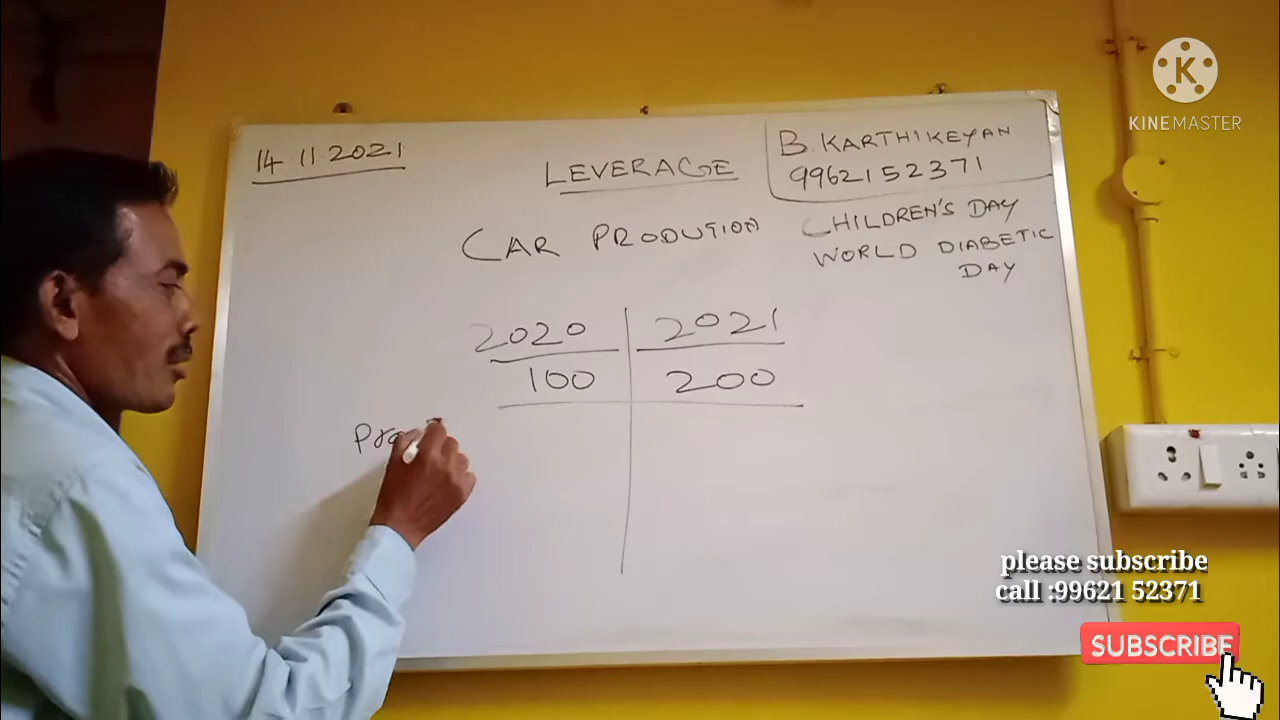 14.11.2021
LEVERAGE
B.KARTHIKEYAN
9962152371
CAR PRODUTION
CHILDREN'S DAY
WORLD DIABETIC
DAY
2020 2021
100 200
K
KINEMASTER
please subscribe
call :99621 52371
SUBSCRIBE